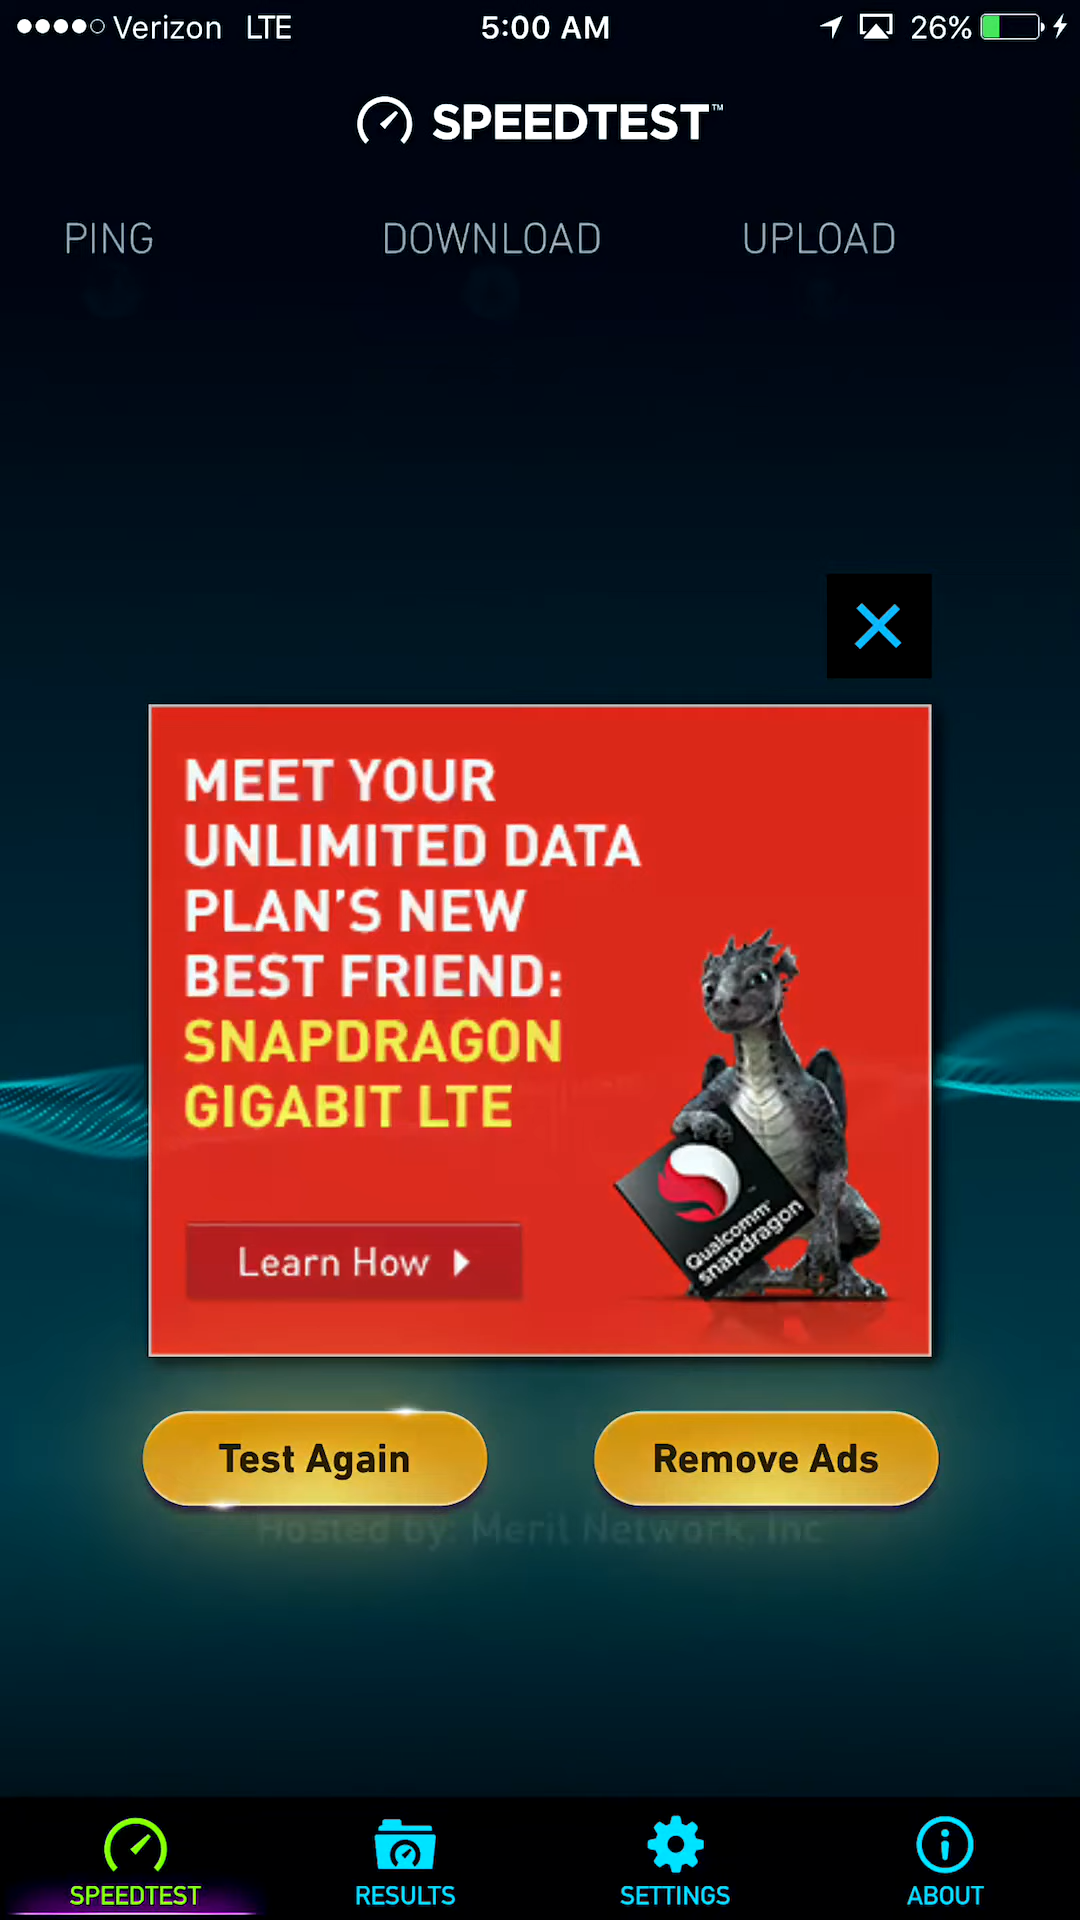 Verizon LTE 5:00 AM 26%
SPEEDTEST™
PING DOWNLOAD UPLOAD
MEET YOUR
UNLIMITED DATA
PLAN'S NEW
BEST FRIEND:
SNAPDRAGON
GIGABIT LTE
Qualcomm
snapdragon
Learn How
Test Again Remove Ads
Hosted by: Merit Network, Inc
SPEEDTEST RESULTS SETTINGS ABOUT